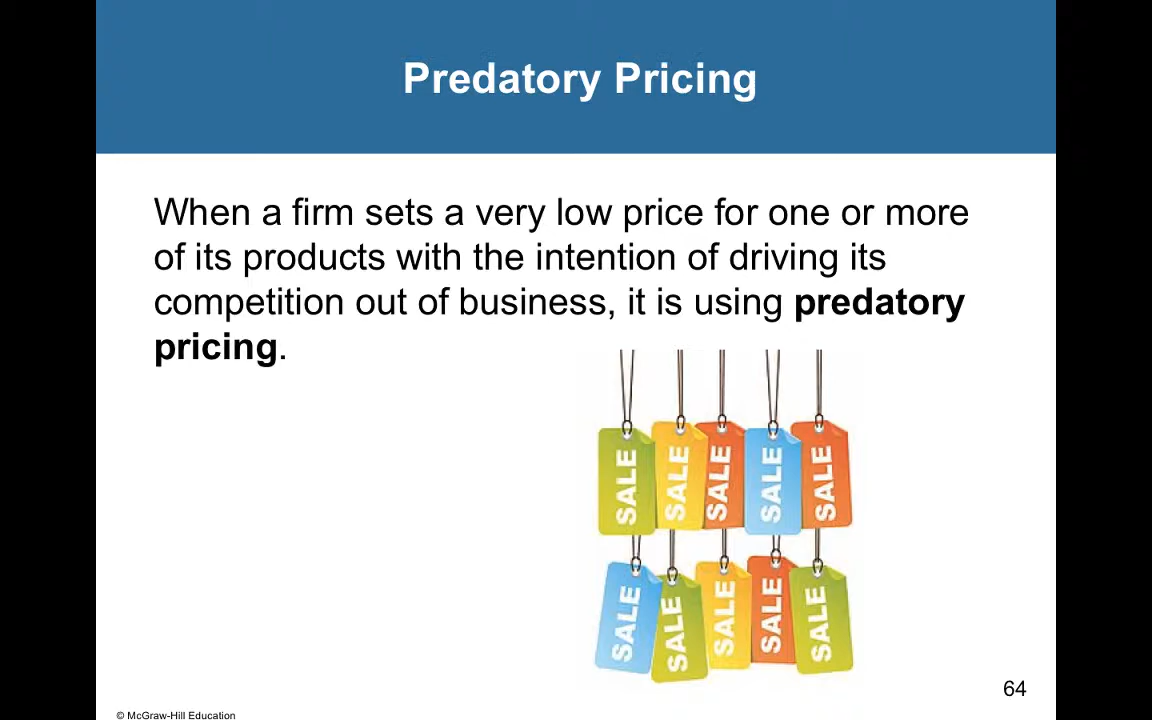 Predatory Pricing
When a firm sets a very low price for one or more
of its products with the intention of driving its
competition out of business, it is using predatory
pricing.
SALE SALE SALE SALE SALE
SALE SALE SALE SALE SALE
64
© McGraw-Hill Education